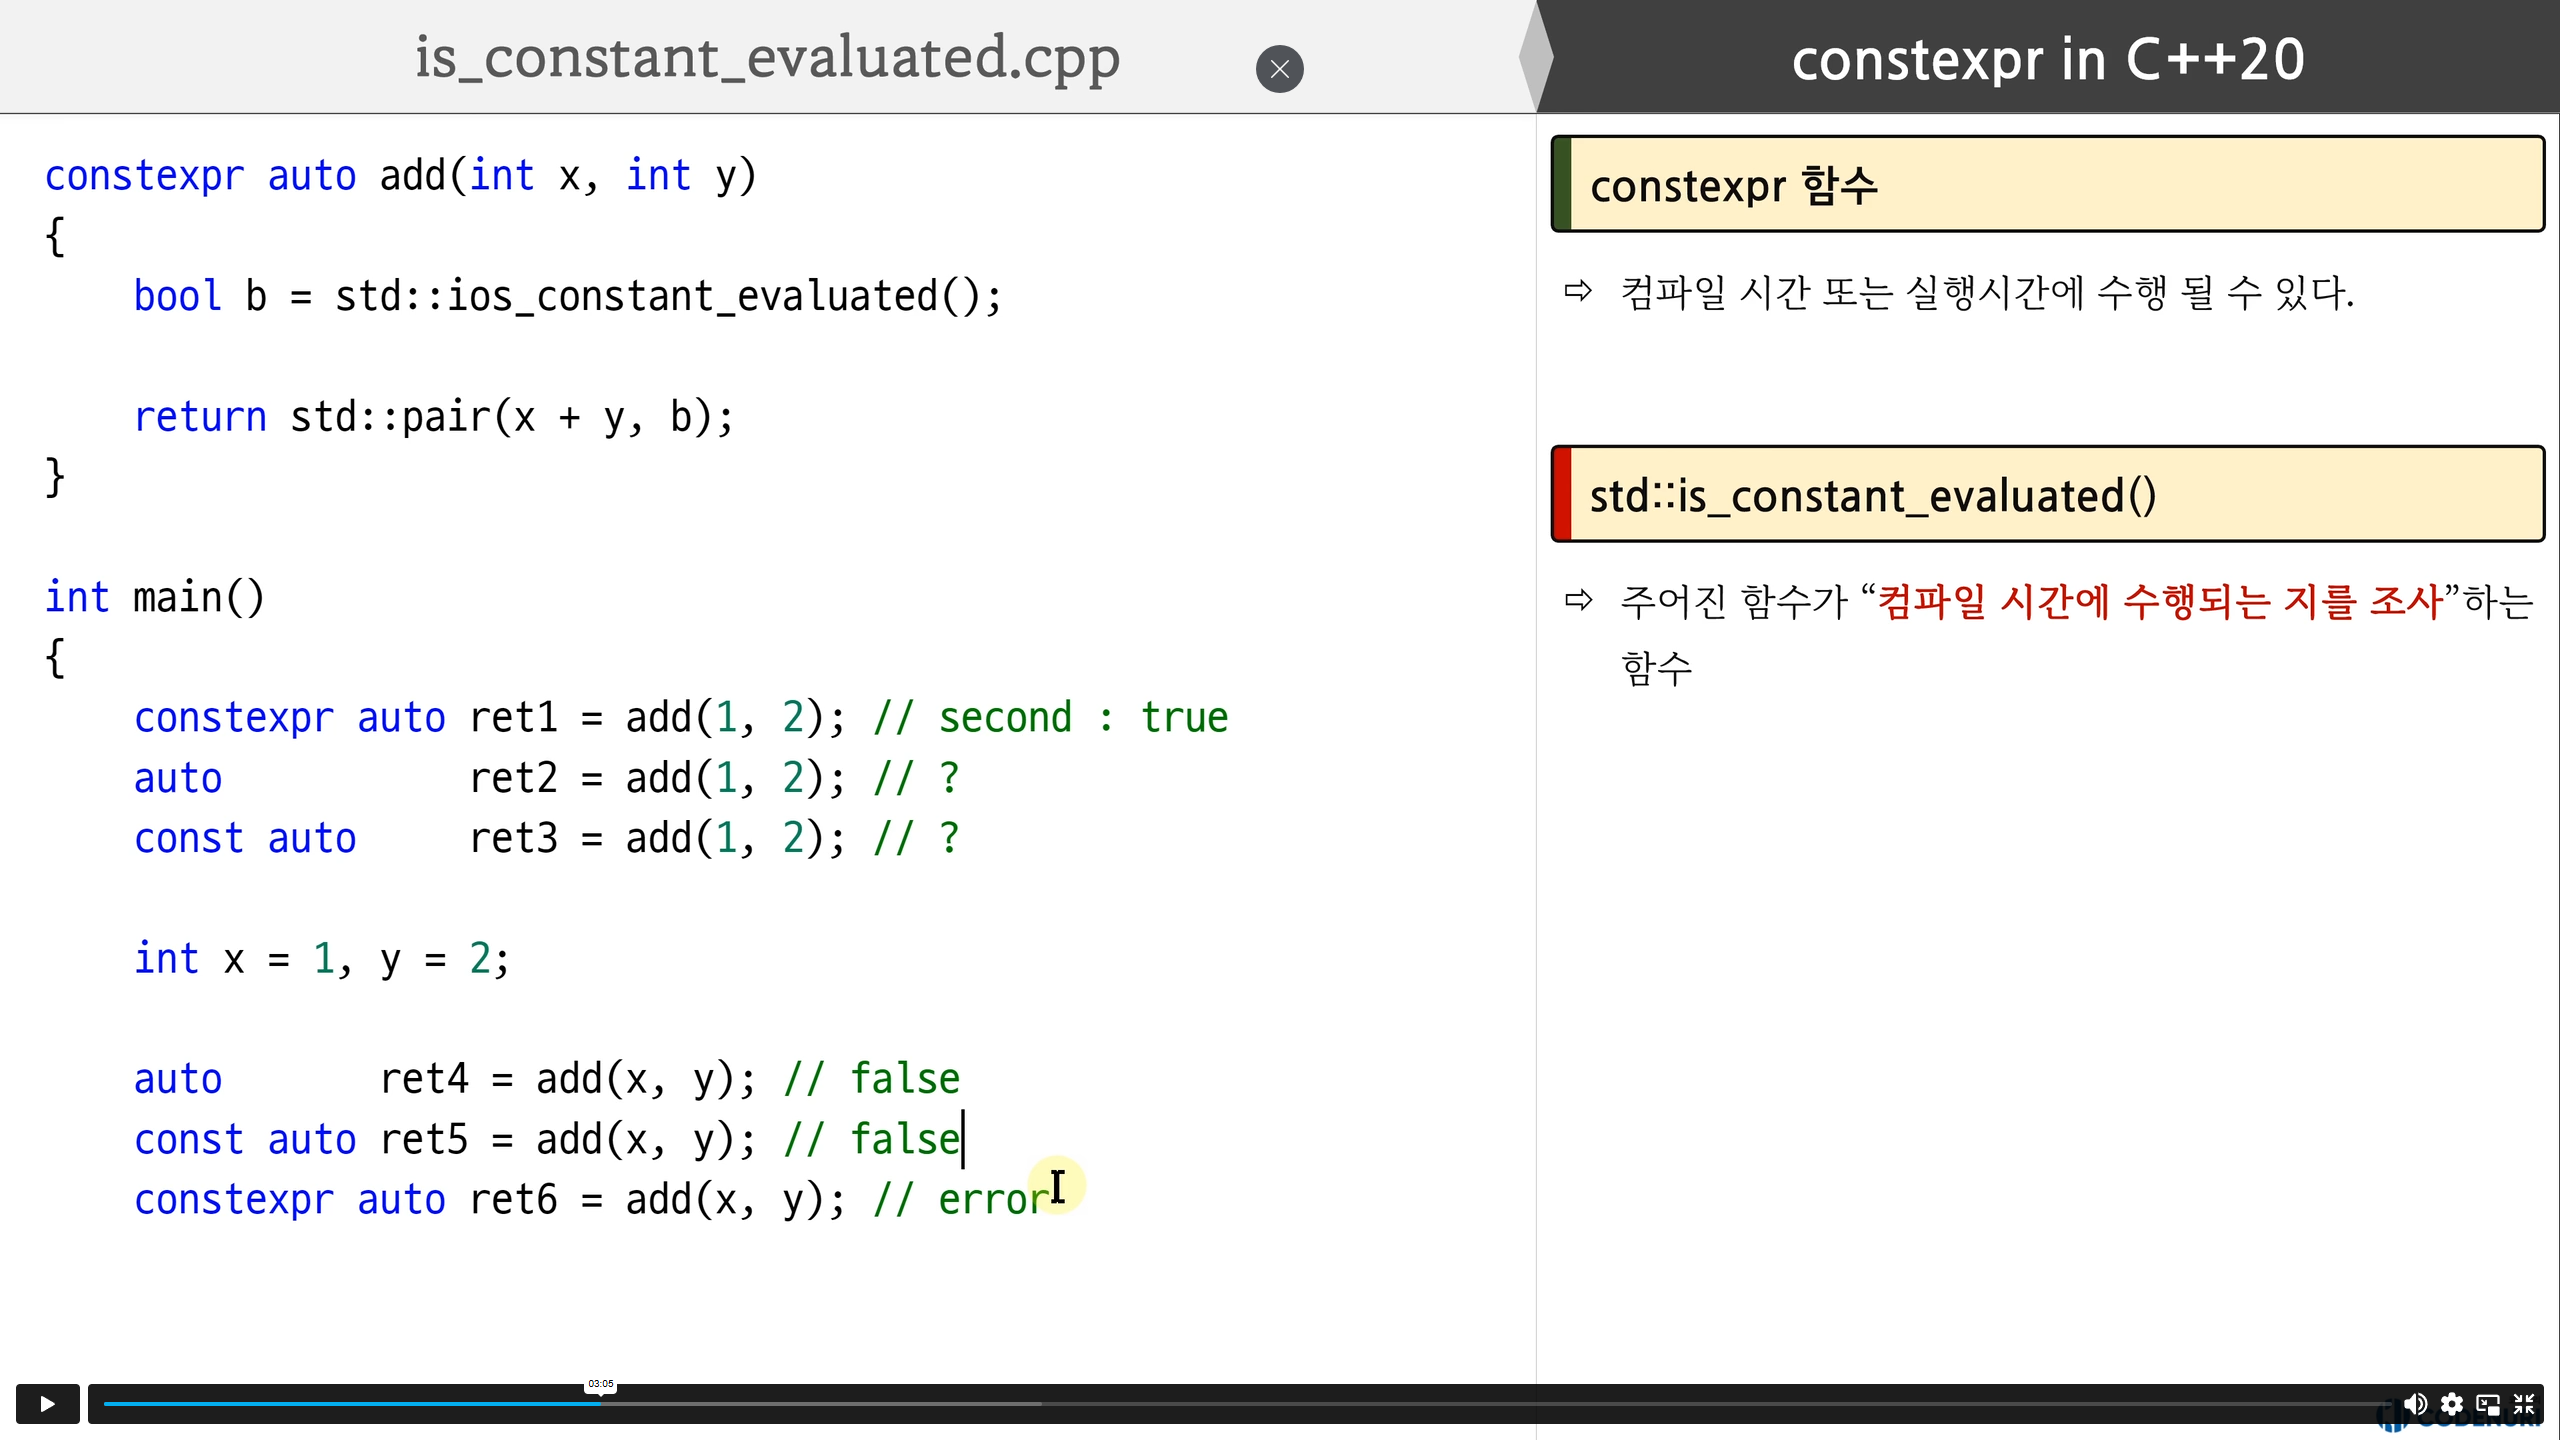 is_constant_evaluated.cpp
constexpr in C++20
constexpr auto add(int x, int y)
{
    bool b = std::ios_constant_evaluated();
    return std::pair(x + y, b);
}
int main()
{
    constexpr auto ret1 = add(1, 2); // second : true
    auto           ret2 = add(1, 2); // ?
    const auto     ret3 = add(1, 2); // ?
    int x = 1, y = 2;
    auto       ret4 = add(x, y); // false
    const auto ret5 = add(x, y); // false
    constexpr auto ret6 = add(x, y); // error
constexpr 함수
⇨ 컴파일 시간 또는 실행시간에 수행 될 수 있다.
std::is_constant_evaluated()
⇨ 주어진 함수가 “컴파일 시간에 수행되는 지를 조사”하는
함수
03:05
CODENURI